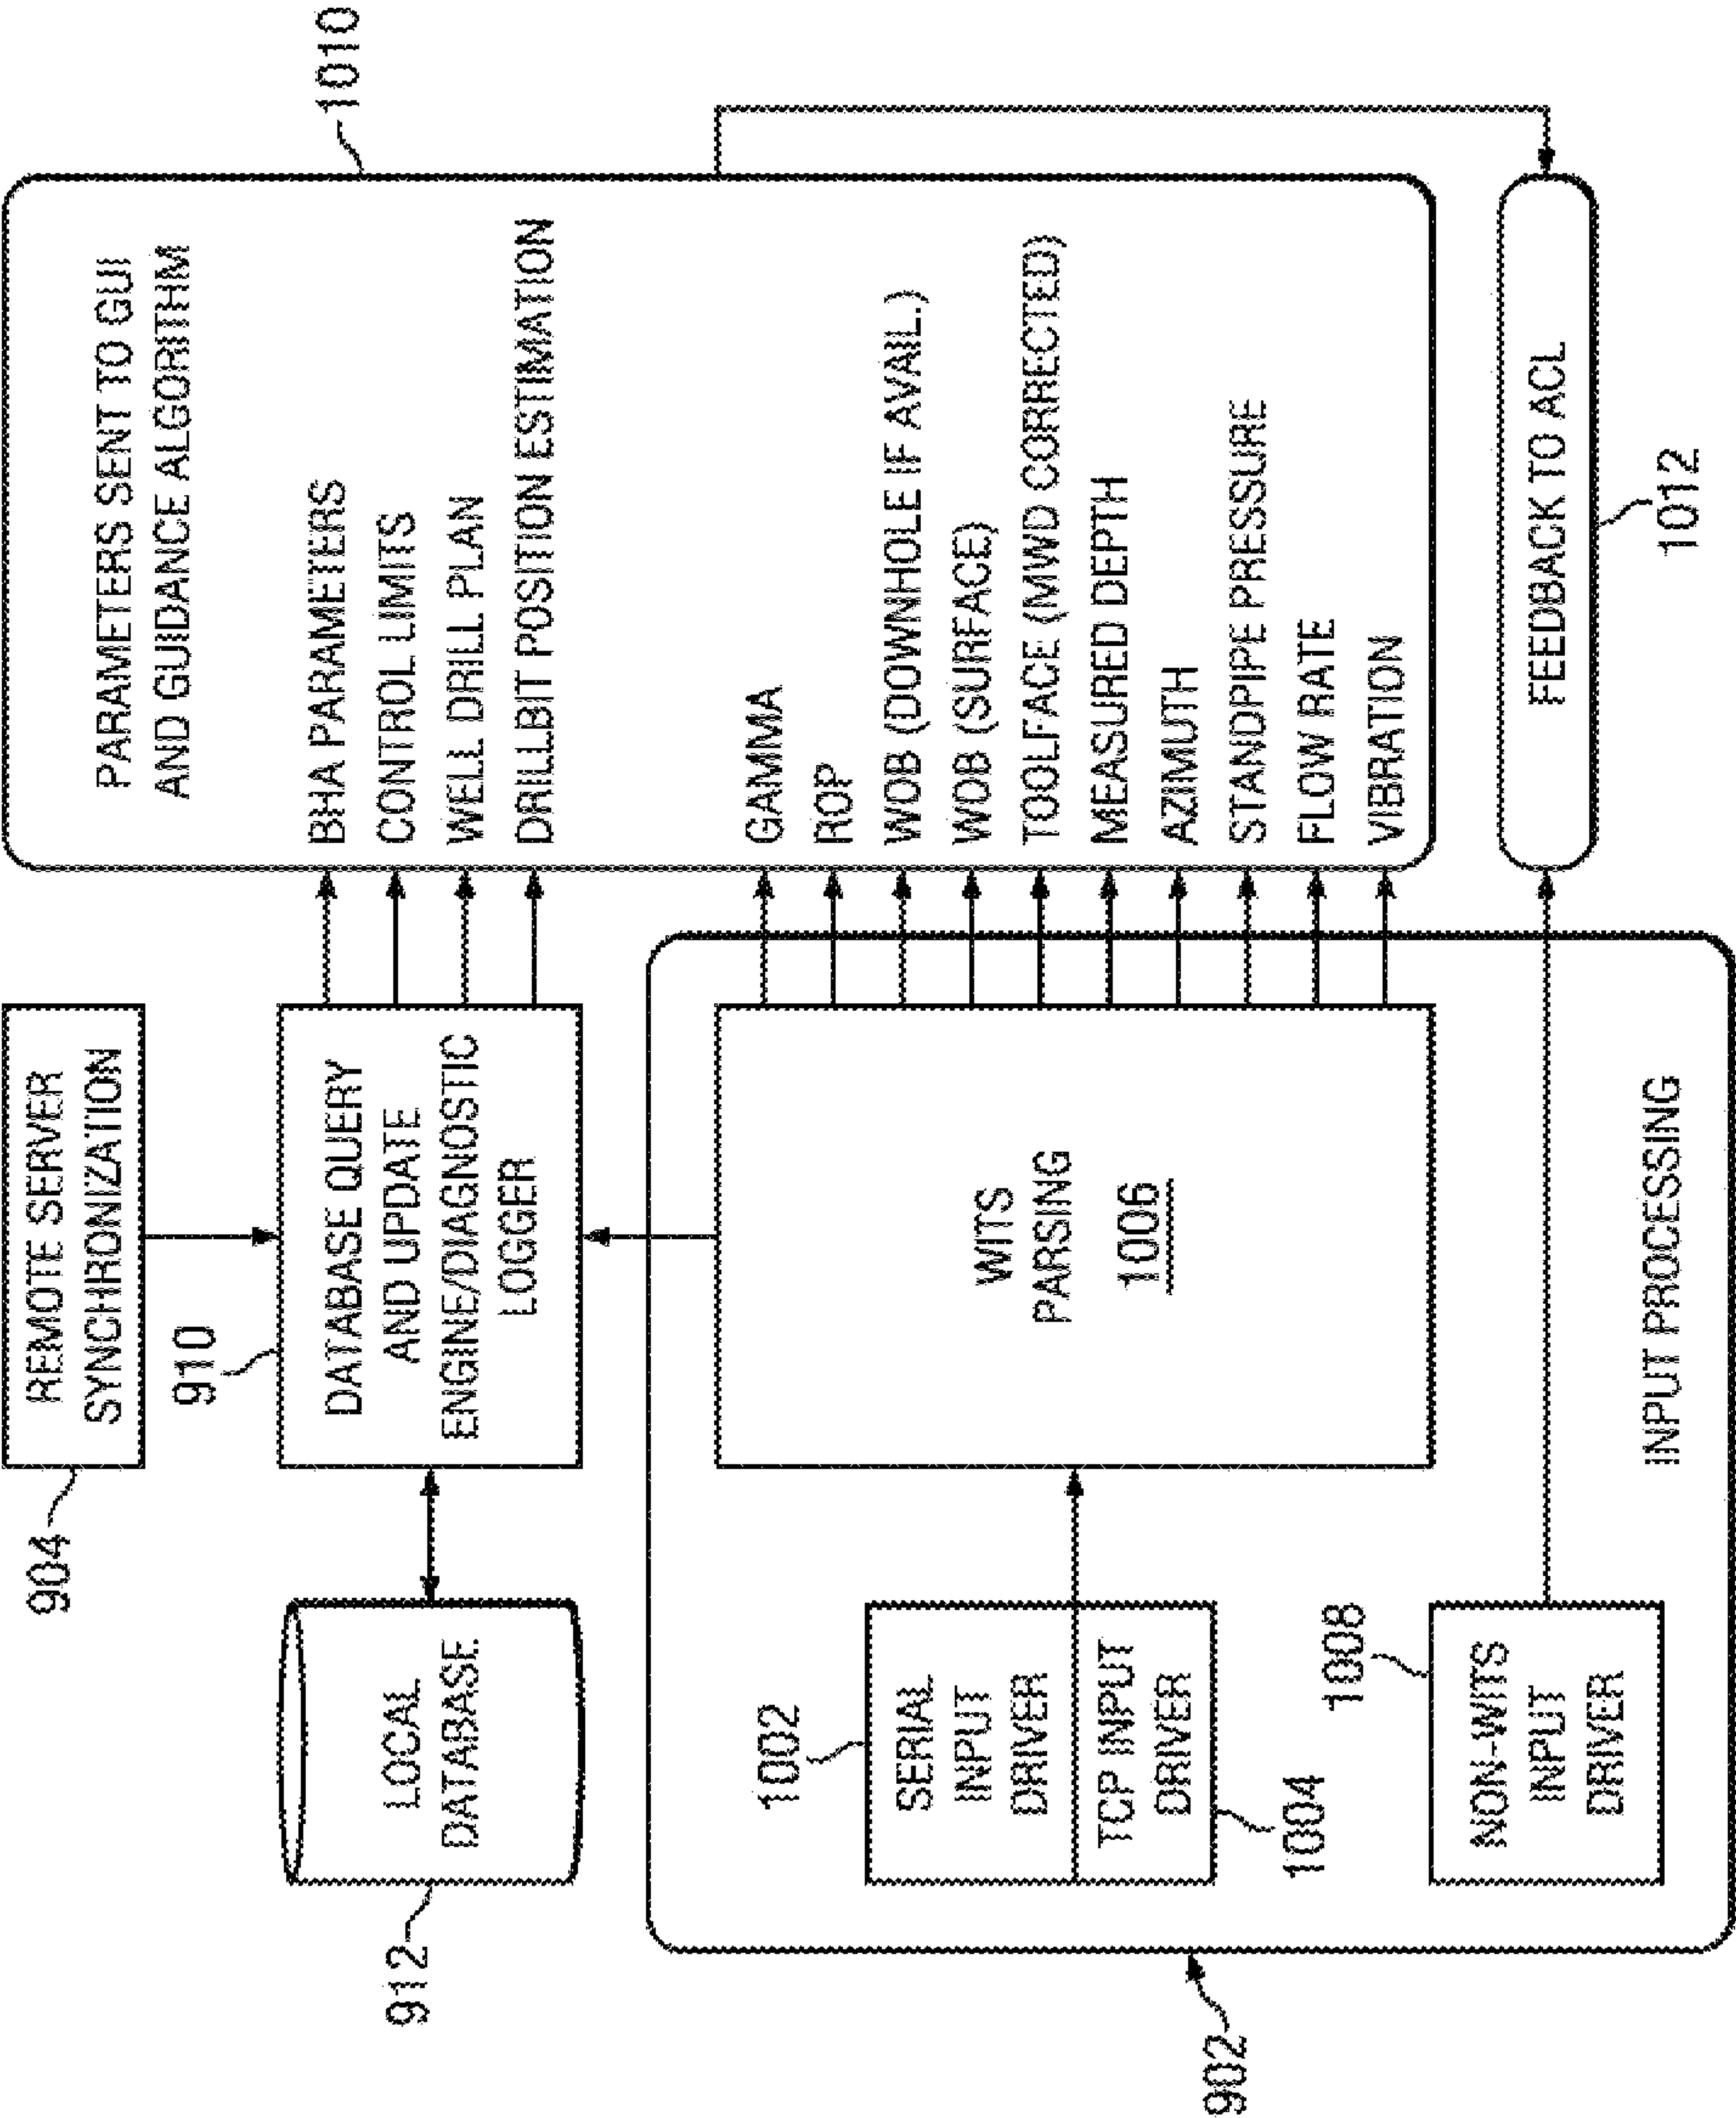 904
REMOTE SERVER
SYNCHRONIZATION
912
LOCAL
DATABASE
910
DATABASE QUERY
AND UPDATE
ENGINE/DIAGNOSTIC
LOGGER
1010
PARAMETERS SENT TO GUI
AND GUIDANCE ALGORITHM
BHA PARAMETERS
CONTROL LIMITS
WELL DRILL PLAN
DRILLBIT POSITION ESTIMATION
GAMMA
ROP
WOB (DOWNHOLE IF AVAIL.)
WOB (SURFACE)
TOOLFACE (MWD CORRECTED)
MEASURED DEPTH
AZIMUTH
STANDPIPE PRESSURE
FLOW RATE
VIBRATION
902
1002
SERIAL
INPUT
DRIVER
TCP INPUT
DRIVER
1004
WITS
PARSING
1006
1008
NON-WITS
INPUT
DRIVER
INPUT PROCESSING
FEEDBACK TO ACL
1012